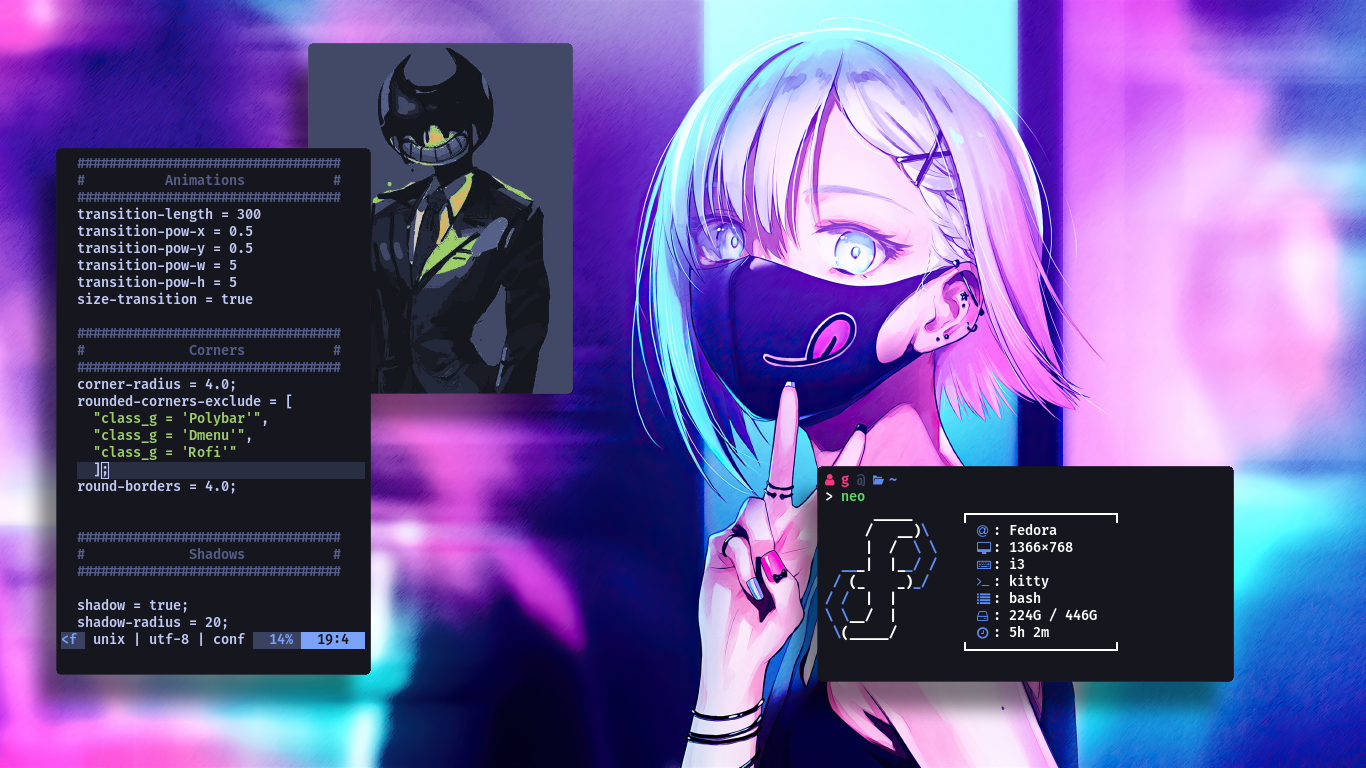 #################################
# Animations #
#################################
transition-length = 300
transition-pow-x = 0.5
transition-pow-y = 0.5
transition-pow-w = 5
transition-pow-h = 5
size-transition = true
#################################
# Corners #
#################################
corner-radius = 4.0;
rounded-corners-exclude = [
"class_g = 'Polybar'",
"class_g = 'Dmenu'",
"class_g = 'Rofi'"
];
round-borders = 4.0;
#################################
# Shadows #
#################################
shadow = true;
shadow-radius = 20;
<f unix | utf-8 | conf 14% 19:4
g @ ~
> neo
@ : Fedora
: 1366×768
: i3
: kitty
: bash
: 224G / 446G
: 5h 2m